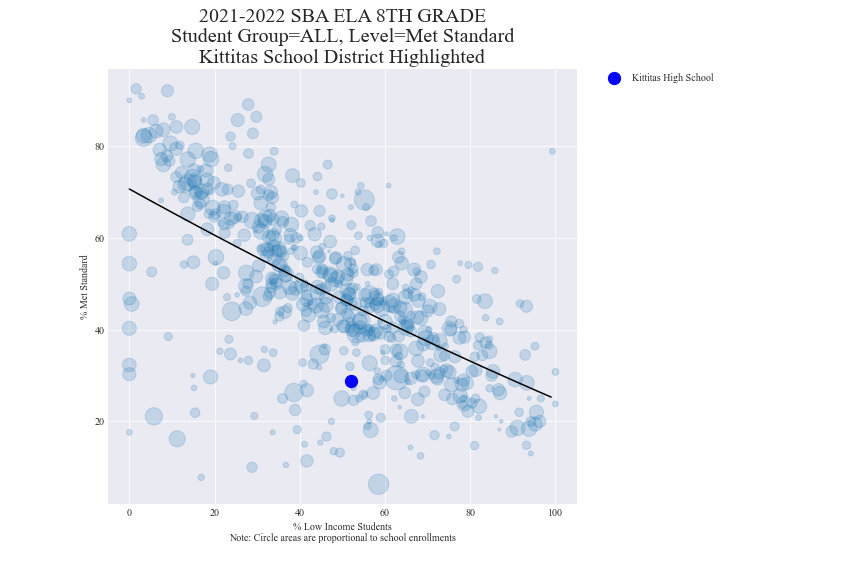 2021-2022 SBA ELA 8TH GRADE
Student Group=ALL, Level=Met Standard
Kittitas School District Highlighted
Kittitas High School
% Met Standard
80
60
40
20
0 20 40 60 80 100
% Low Income Students
Note: Circle areas are proportional to school enrollments